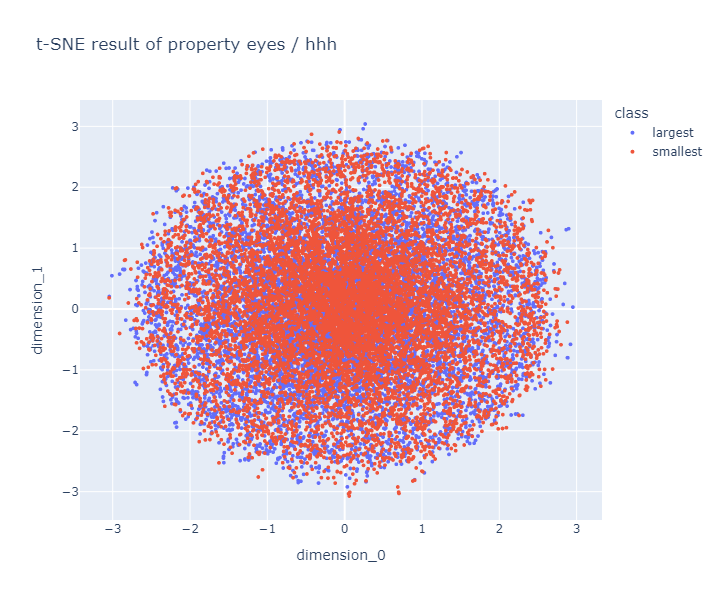 t-SNE result of property eyes / hhh
class
largest
smallest
3
2
1
0
−1
−2
−3
dimension_1
−3 −2 −1 0 1 2 3
dimension_0